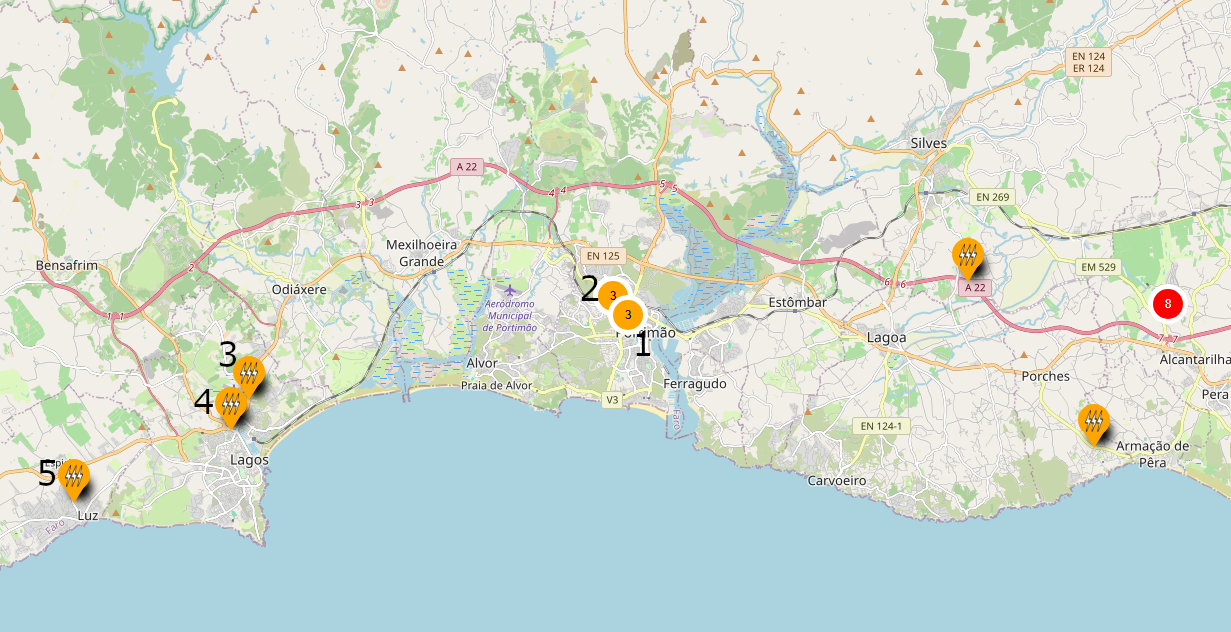 EN 124
ER 124
Silves
A 22
4 4
5 5
EN 269
3 3
Mexilhoeira
Grande
EN 125
EM 529
Bensafrim
2
A 22
6 6
Odiáxere
2
3
3
8
Aeródromo
Municipal
de Portimão
Estômbar
1 1
Portimão
1
Lagoa
7 7
3
Alvor
Alcantarilha
Praia de Alvor
Ferragudo
Porches
Pera
4
V3
Faro
EN 124-1
Armação de
Pêra
Lagos
5
Espi
Carvoeiro
Luz
Faro